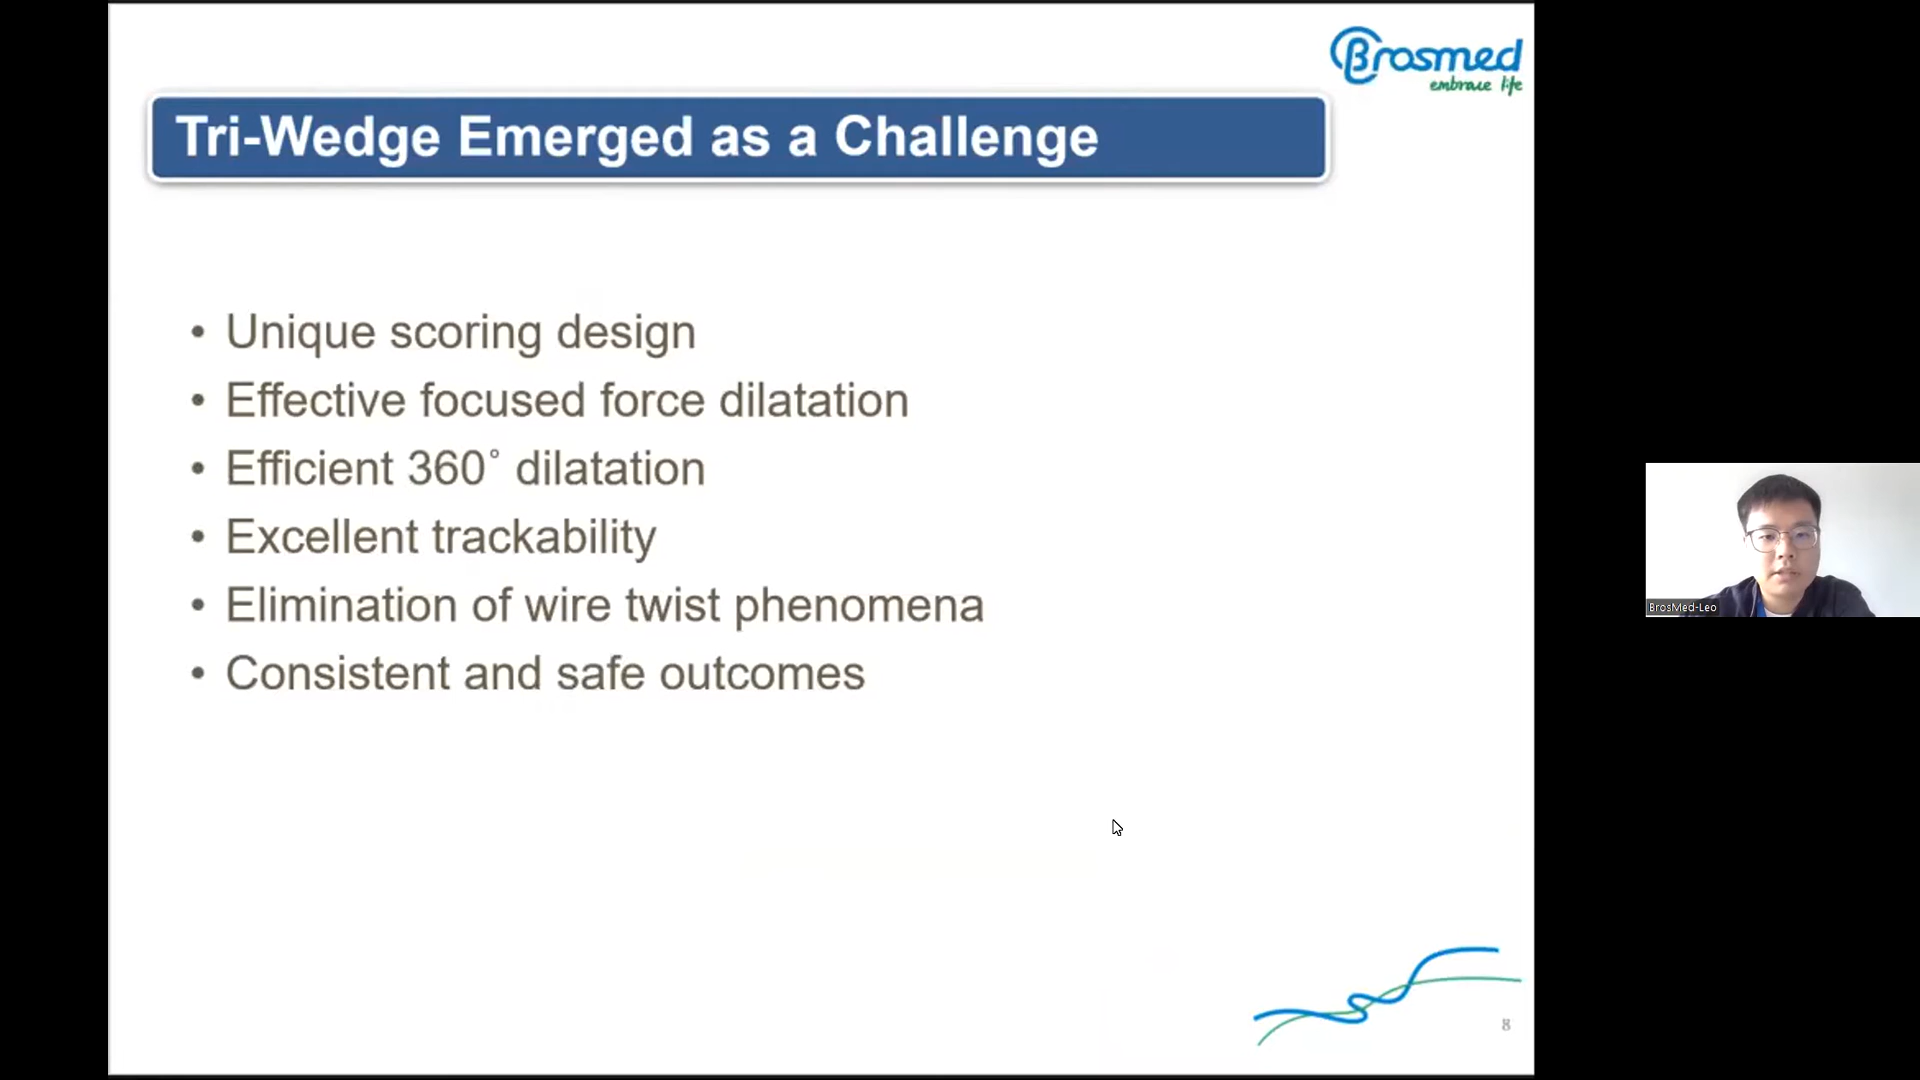 Brosmed
embrace life
Tri-Wedge Emerged as a Challenge
• Unique scoring design
• Effective focused force dilatation
• Efficient 360° dilatation
• Excellent trackability
• Elimination of wire twist phenomena
• Consistent and safe outcomes
BrosMed-Leo
8